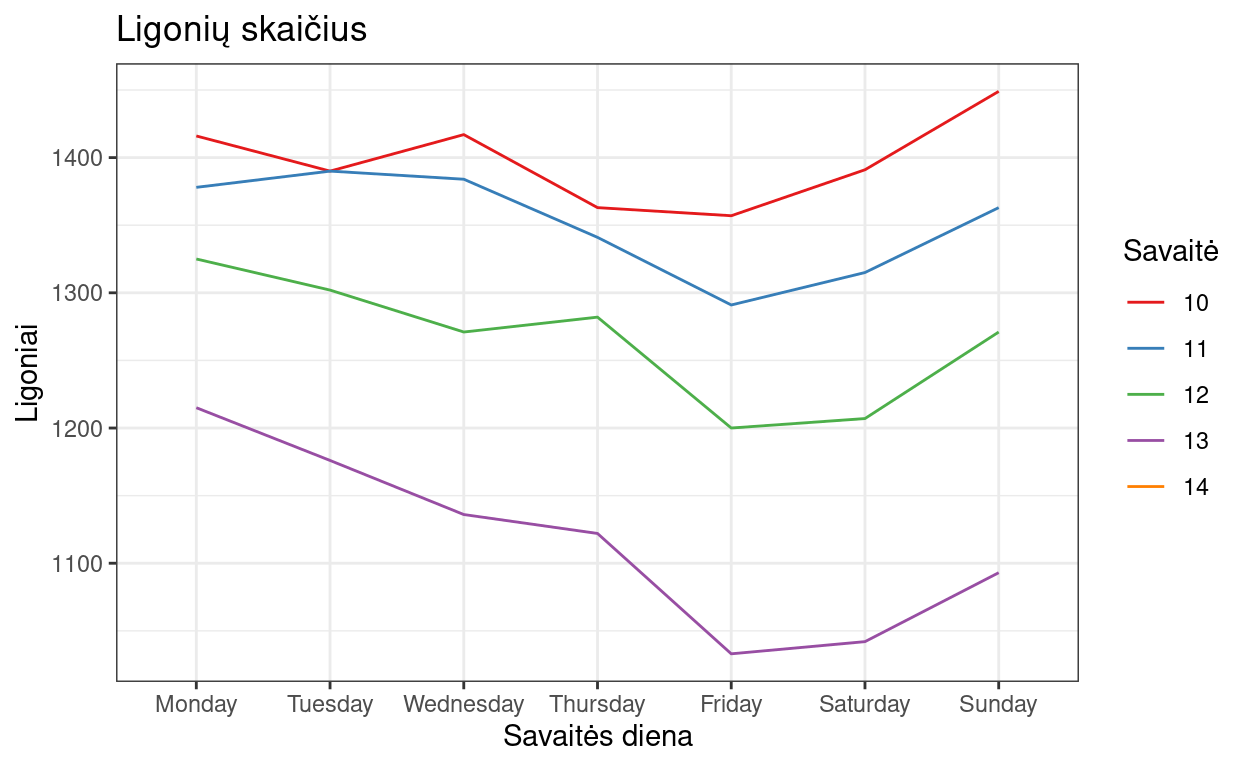 Ligonių skaičius
Ligoniai
1400
1300
1200
1100
Monday Tuesday Wednesday Thursday Friday Saturday Sunday
Savaitės diena
Savaitė
10
11
12
13
14